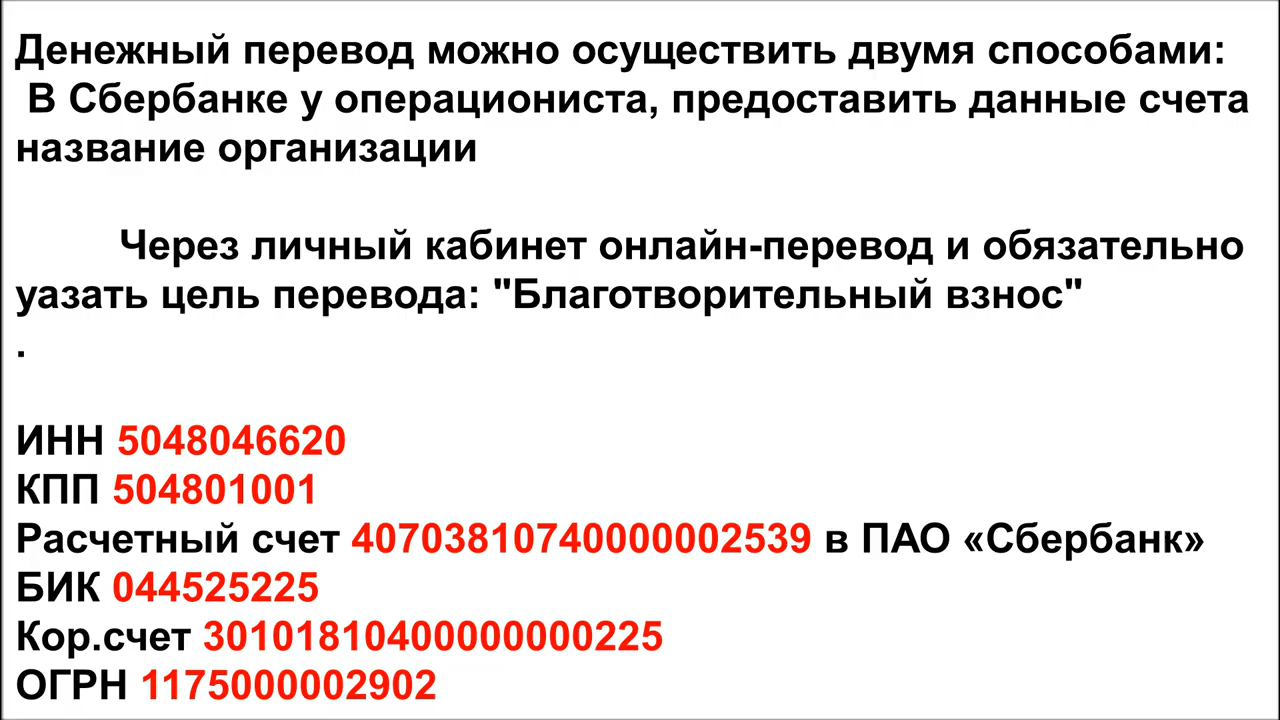 Денежный перевод можно осуществить двумя способами:
В Сбербанке у операциониста, предоставить данные счета
название организации
Через личный кабинет онлайн-перевод и обязательно
уазать цель перевода: "Благотворительный взнос"
.
ИНН 5048046620
КПП 504801001
Расчетный счет 40703810740000002539 в ПАО «Сбербанк»
БИК 044525225
Кор.счет 30101810400000000225
ОГРН 1175000002902